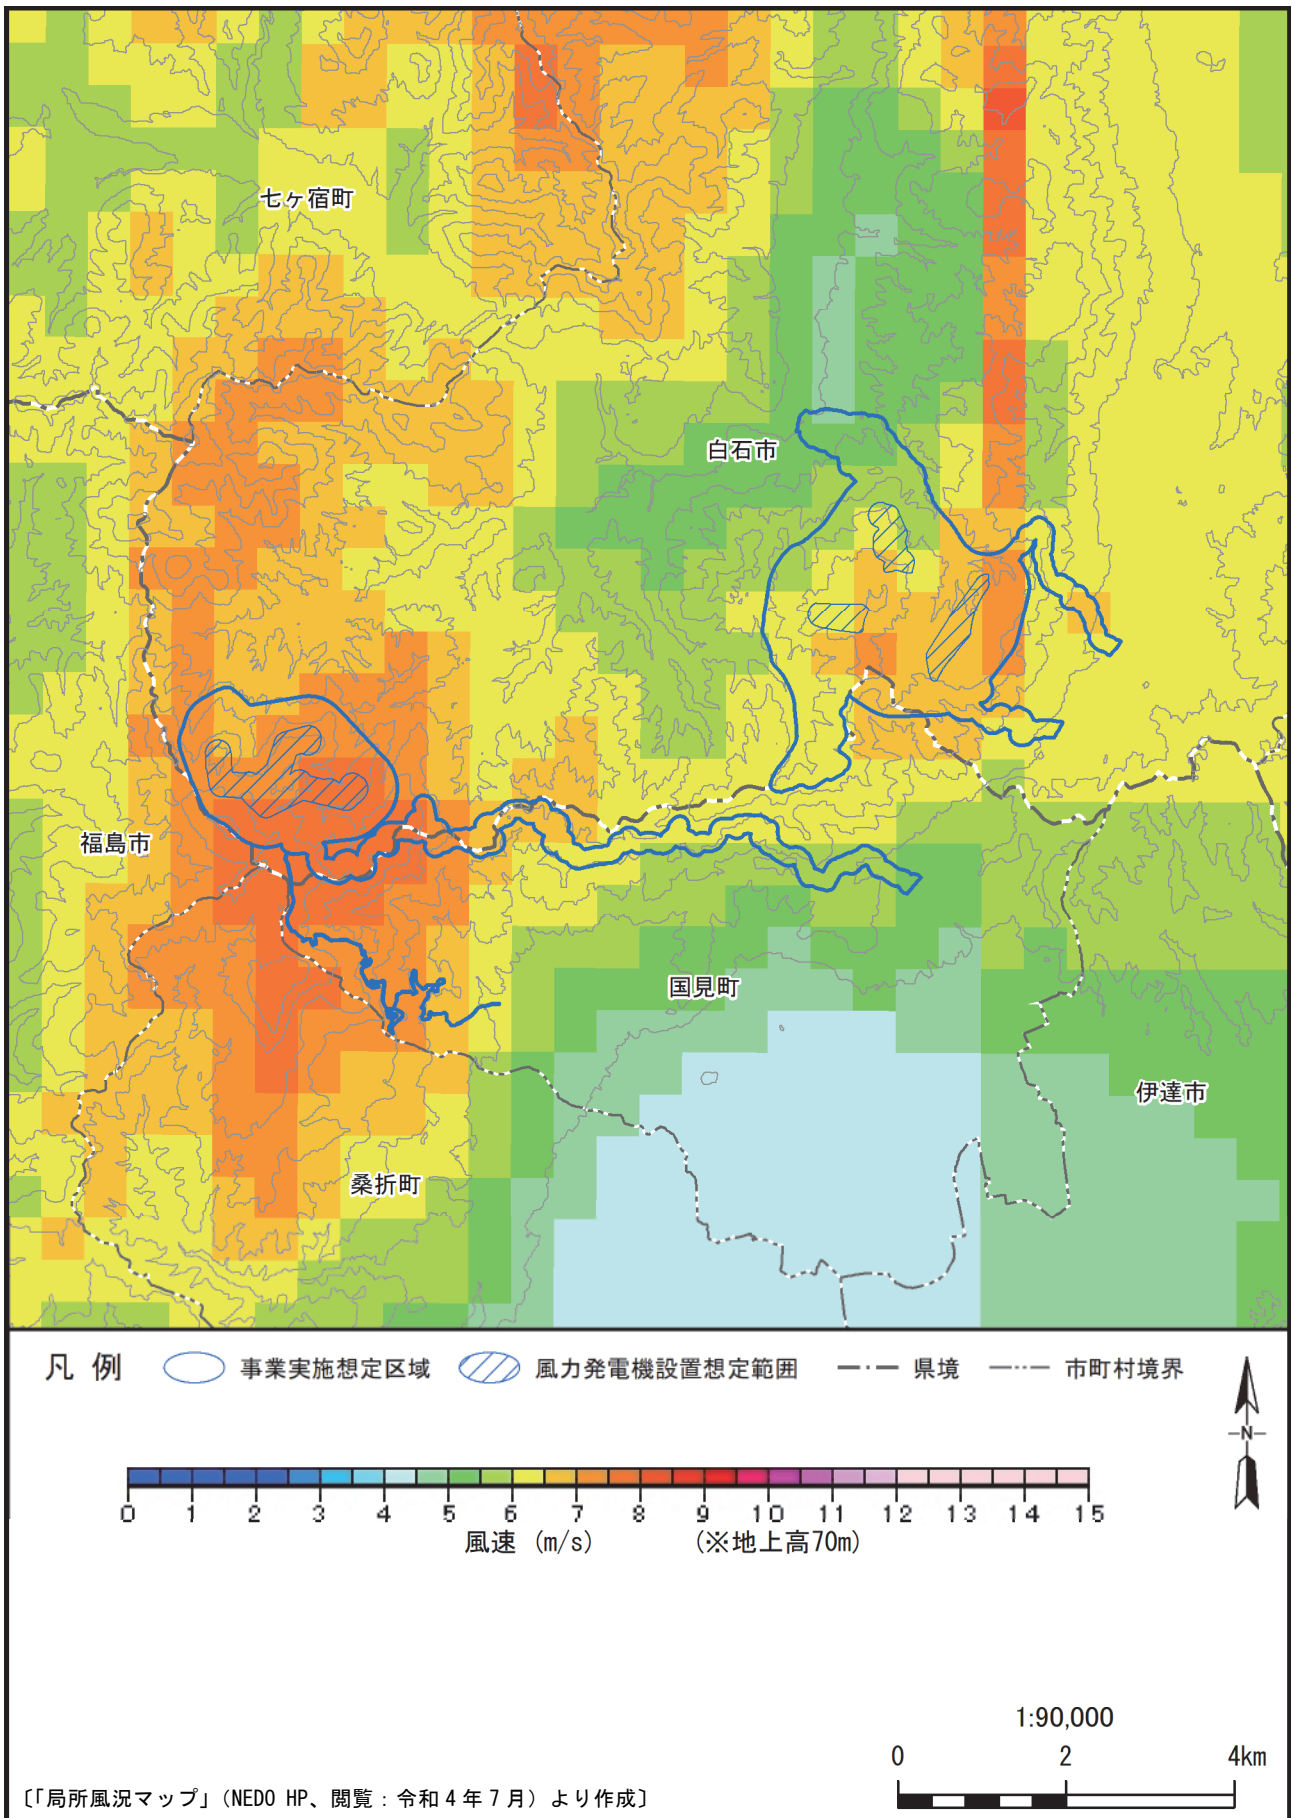 七ヶ宿町
白石市
福島市
国見町
伊達市
桑折町
凡 例 事業実施想定区域 風力発電機設置想定範囲 県境 市町村境界
N
0 1 2 3 4 5 6 7 8 9 10 11 12 13 14 15
風速 (m/s) (※地上高70m)
1:90,000
0 2 4km
〔「局所風況マップ」(NEDO HP、閲覧：令和4年7月) より作成〕